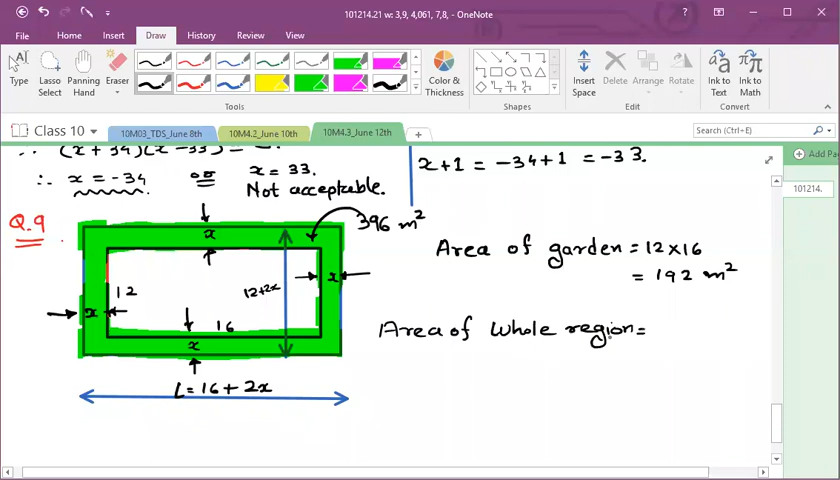 101214.21 w: 3,9, 4,061, 7,8, - OneNote
File Home Insert Draw History Review View
Type
Lasso Select
Panning Hand
Eraser
Color & Thickness
Insert Space
Delete
Arrange
Rotate
Ink to Text
Ink to Math
Tools
Shapes
Edit
Convert
Class 10
10M03_TDS_June 8th
10M4.2_June 10th
10M4.3_June 12th
Search (Ctrl+E)
Add Pa
101214.
∴ x = -34 or x = 33.
Not acceptable.
x+1 = -34+1 = -33.
Q.9
x
396 m²
12
12+2x
x
x
16
x
L = 16 + 2x
Area of garden = 12 × 16
= 192 m²
Area of Whole region =